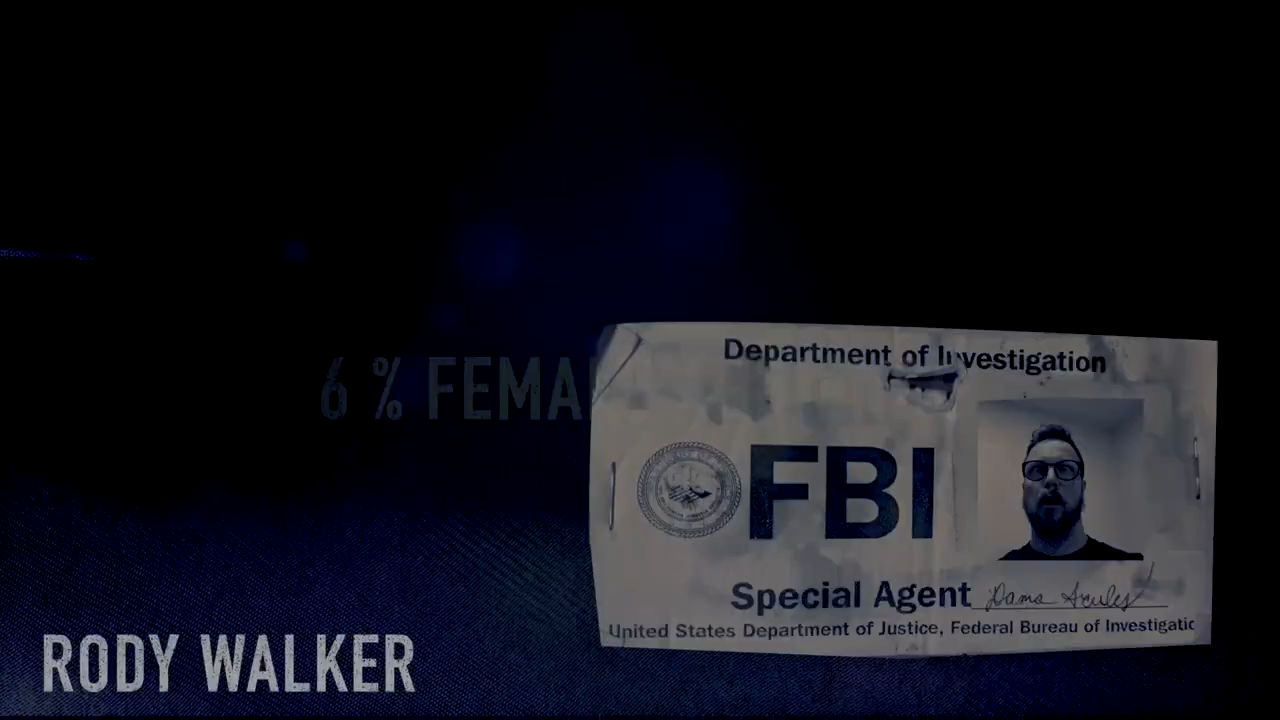 Department of Investigation
6 % FEMA
FBI
Special Agent
United States Department of Justice, Federal Bureau of Investigatic
RODY WALKER